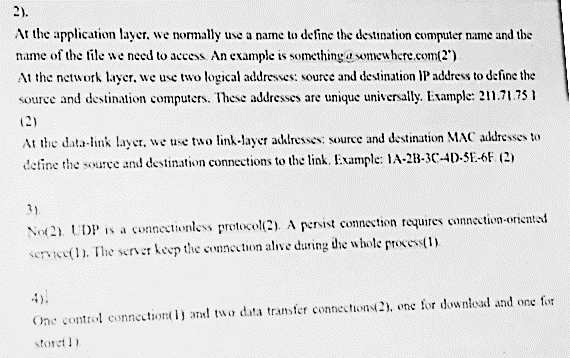 2).
At the application layer, we normally use a name to define the destination computer name and the
name of the file we need to access. An example is something@somewhere.com(2')
At the network layer, we use two logical addresses: source and destination IP address to define the
source and destination computers. These addresses are unique universally. Example: 211.71.75 1
(2)
At the data-link layer, we use two link-layer addresses: source and destination MAC addresses to
define the source and destination connections to the link. Example: 1A-2B-3C-4D-5E-6F. (2)
3).
No(2). UDP is a connectionless protocol(2). A persist connection requires connection-oriented
service(1). The server keep the connection alive during the whole process(1).
4).
One control connection(1) and two data transfer connections(2), one for download and one for
store(1)